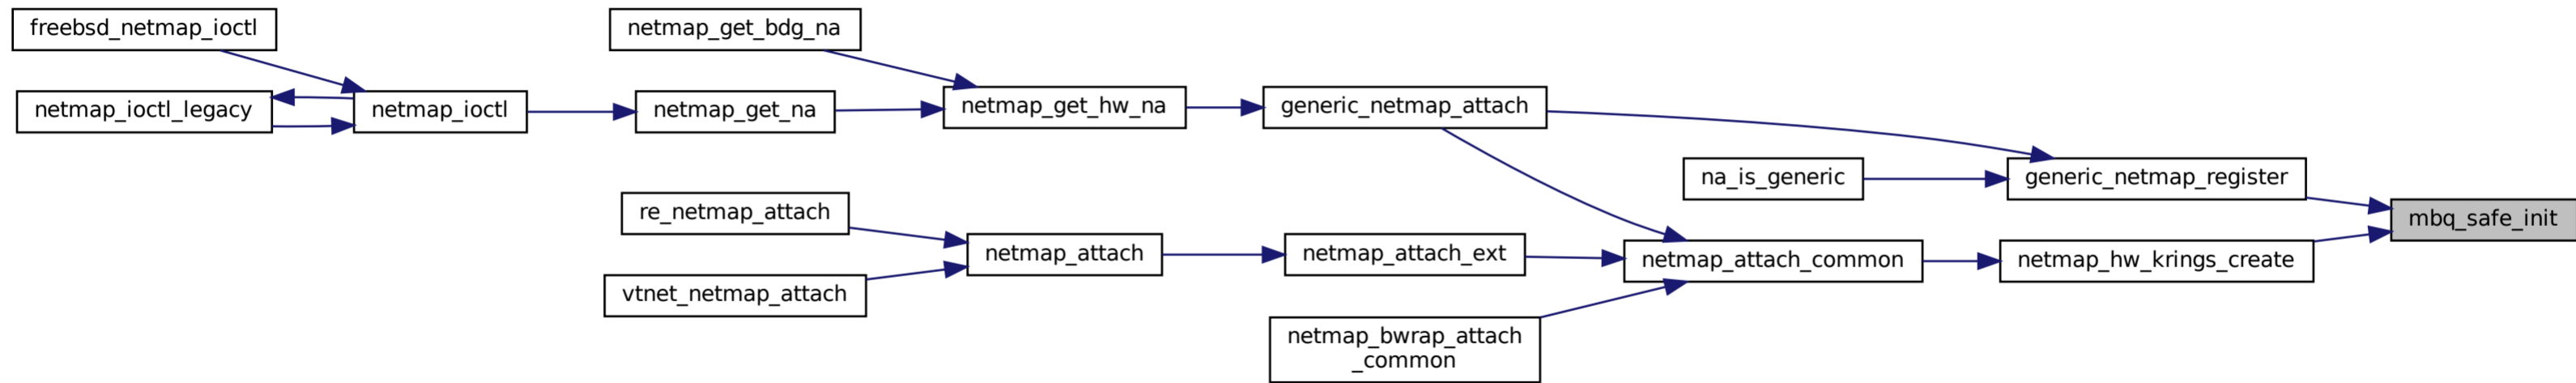 freebsd_netmap_ioctl
netmap_ioctl_legacy
netmap_ioctl
netmap_get_bdg_na
netmap_get_na
netmap_get_hw_na
generic_netmap_attach
na_is_generic
generic_netmap_register
mbq_safe_init
re_netmap_attach
vtnet_netmap_attach
netmap_attach
netmap_attach_ext
netmap_attach_common
netmap_hw_krings_create
netmap_bwrap_attach
_common